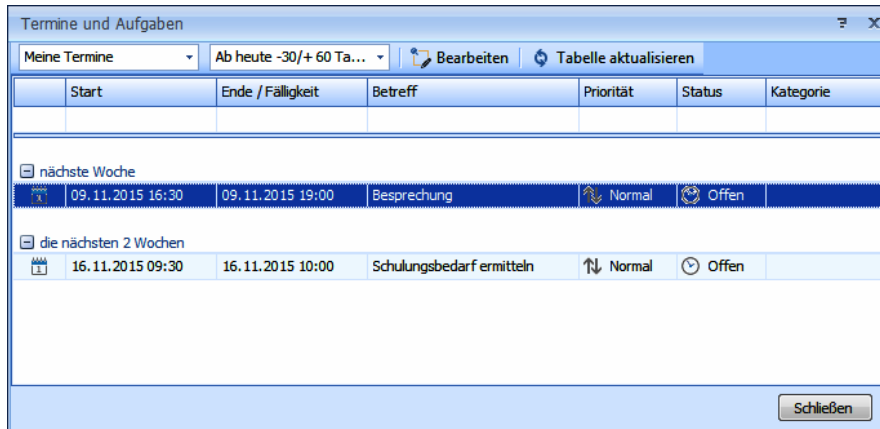 Termine und Aufgaben
Meine Termine Ab heute -30/+ 60 Ta... Bearbeiten Tabelle aktualisieren
Start Ende / Fälligkeit Betreff Priorität Status Kategorie
nächste Woche
09.11.2015 16:30 09.11.2015 19:00 Besprechung Normal Offen
die nächsten 2 Wochen
16.11.2015 09:30 16.11.2015 10:00 Schulungsbedarf ermitteln Normal Offen
Schließen